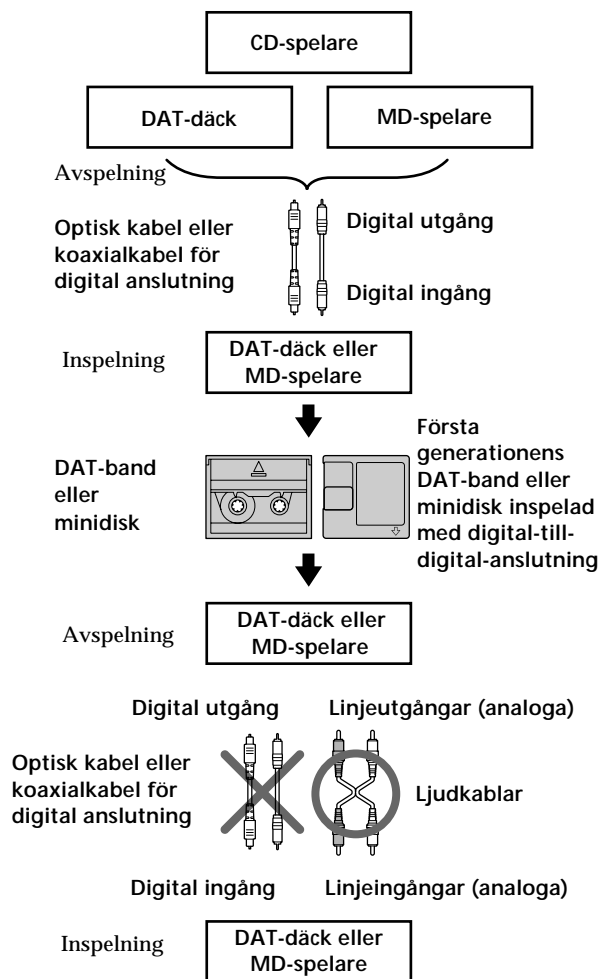 CD-spelare
DAT-däck
MD-spelare
Avspelning
Optisk kabel eller
koaxialkabel för
digital anslutning
Digital utgång
Digital ingång
Inspelning
DAT-däck eller
MD-spelare
DAT-band
eller
minidisk
Första
generationens
DAT-band eller
minidisk inspelad
med digital-till-
digital-anslutning
Avspelning
DAT-däck eller
MD-spelare
Digital utgång
Linjeutgångar (analoga)
Optisk kabel eller
koaxialkabel för
digital anslutning
Ljudkablar
Digital ingång
Linjeingångar (analoga)
Inspelning
DAT-däck eller
MD-spelare